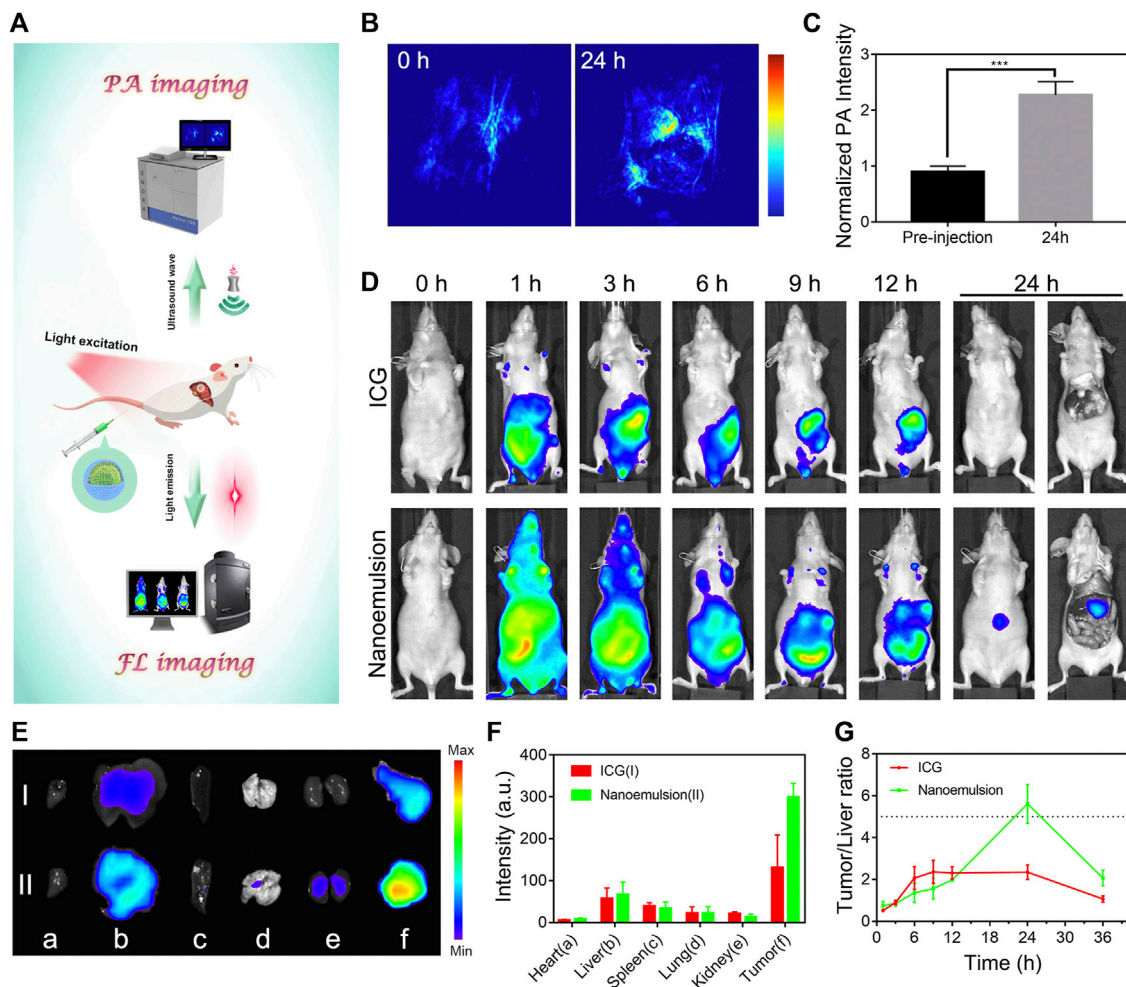 A
PA imaging
ENDRA
Ultrasound wave
Light excitation
Light emission
FL imaging
B
0 h
24 h
C
Normalized PA Intensity
3
2
1
0
***
Pre-injection
24h
D
0 h
1 h
3 h
6 h
9 h
12 h
24 h
ICG
Nanoemulsion
E
I
II
a
b
c
d
e
f
Max
Min
F
Intensity (a.u.)
400
300
200
100
0
ICG(I)
Nanoemulsion(II)
Heart(a)
Liver(b)
Spleen(c)
Lung(d)
Kidney(e)
Tumor(f)
G
Tumor/Liver ratio
8
6
4
2
0
ICG
Nanoemulsion
0
6
12
18
24
30
36
Time (h)